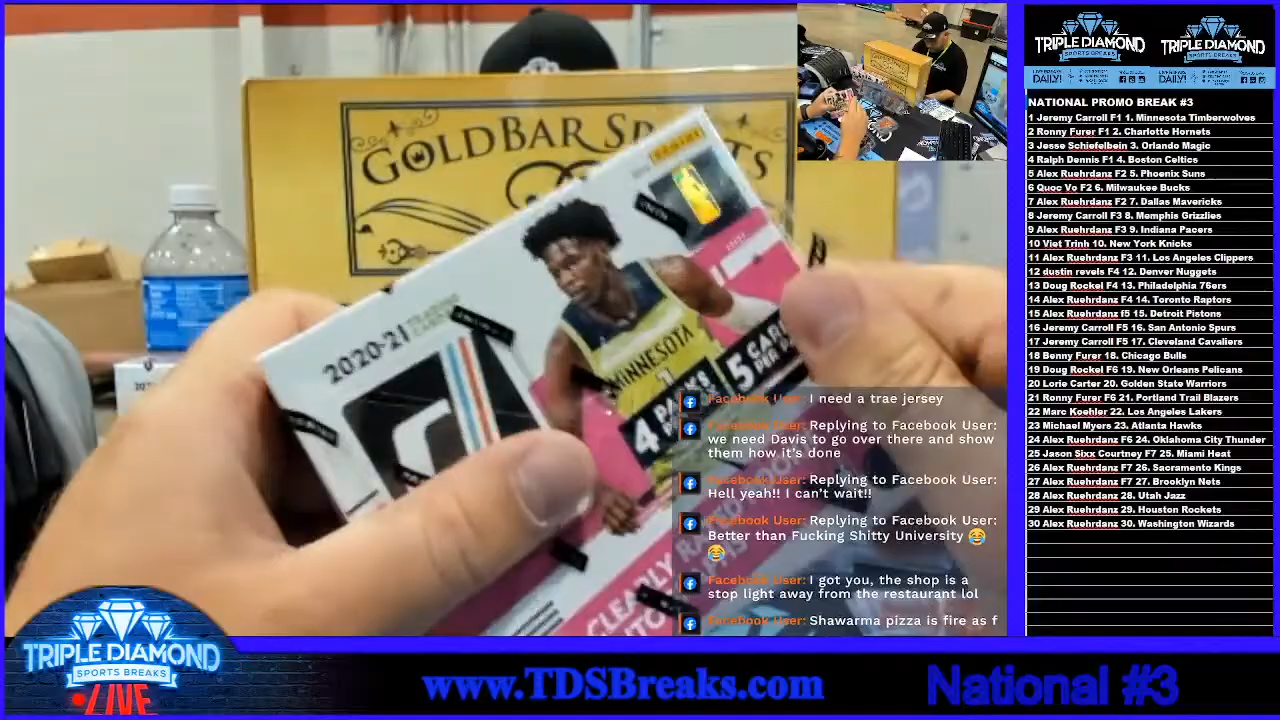 GOLDBAR SPORTS
PANINI
2020-21 TRADING CARDS
MINNESOTA
4 PACKS
5 CARDS
CLEARLY
Facebook User: I need a trae jersey
Facebook User: Replying to Facebook User:
we need Davis to go over there and show
them how it's done
Facebook User: Replying to Facebook User:
Hell yeah!! I can't wait!!
Facebook User: Replying to Facebook User:
Better than Fucking Shitty University 😂
😂
Facebook User: I got you, the shop is a
stop light away from the restaurant lol
Facebook User: Shawarma pizza is fire as f
TRIPLE DIAMOND
SPORTS BREAKS
TRIPLE DIAMOND
SPORTS BREAKS
LIVE BREAKS
DAILY!
LIVE BREAKS
DAILY!
NATIONAL PROMO BREAK #3
1 Jeremy Carroll F1 1. Minnesota Timberwolves
2 Ronny Furer F1 2. Charlotte Hornets
3 Jesse Schiefelbein 3. Orlando Magic
4 Ralph Dennis F1 4. Boston Celtics
5 Alex Ruehrdanz F2 5. Phoenix Suns
6 Quoc Vo F2 6. Milwaukee Bucks
7 Alex Ruehrdanz F2 7. Dallas Mavericks
8 Jeremy Carroll F3 8. Memphis Grizzlies
9 Alex Ruehrdanz F3 9. Indiana Pacers
10 Viet Trinh 10. New York Knicks
11 Alex Ruehrdanz F3 11. Los Angeles Clippers
12 dustin revels F4 12. Denver Nuggets
13 Doug Rockel F4 13. Philadelphia 76ers
14 Alex Ruehrdanz F4 14. Toronto Raptors
15 Alex Ruehrdanz f5 15. Detroit Pistons
16 Jeremy Carroll F5 16. San Antonio Spurs
17 Jeremy Carroll F5 17. Cleveland Cavaliers
18 Benny Furer 18. Chicago Bulls
19 Doug Rockel F6 19. New Orleans Pelicans
20 Lorie Carter 20. Golden State Warriors
21 Ronny Furer F6 21. Portland Trail Blazers
22 Marc Koehler 22. Los Angeles Lakers
23 Michael Myers 23. Atlanta Hawks
24 Alex Ruehrdanz F6 24. Oklahoma City Thunder
25 Jason Sixx Courtney F7 25. Miami Heat
26 Alex Ruehrdanz F7 26. Sacramento Kings
27 Alex Ruehrdanz F7 27. Brooklyn Nets
28 Alex Ruehrdanz 28. Utah Jazz
29 Alex Ruehrdanz 29. Houston Rockets
30 Alex Ruehrdanz 30. Washington Wizards
TRIPLE DIAMOND
SPORTS BREAKS
LIVE
www.TDSBreaks.com
National #3